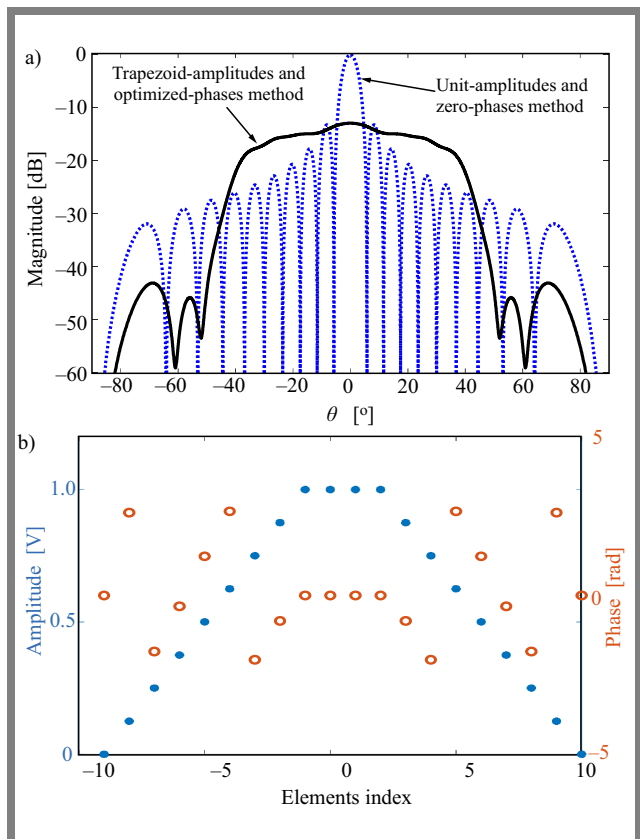 a)
Trapezoid-amplitudes and
optimized-phases method
Unit-amplitudes and
zero-phases method
Magnitude [dB]
0
−10
−20
−30
−40
−50
−60
−80
−60
−40
−20
0
20
40
60
80
θ [º]
b)
Amplitude [V]
1.0
0.5
0
Phase [rad]
5
0
−5
−10
−5
0
5
10
Elements index